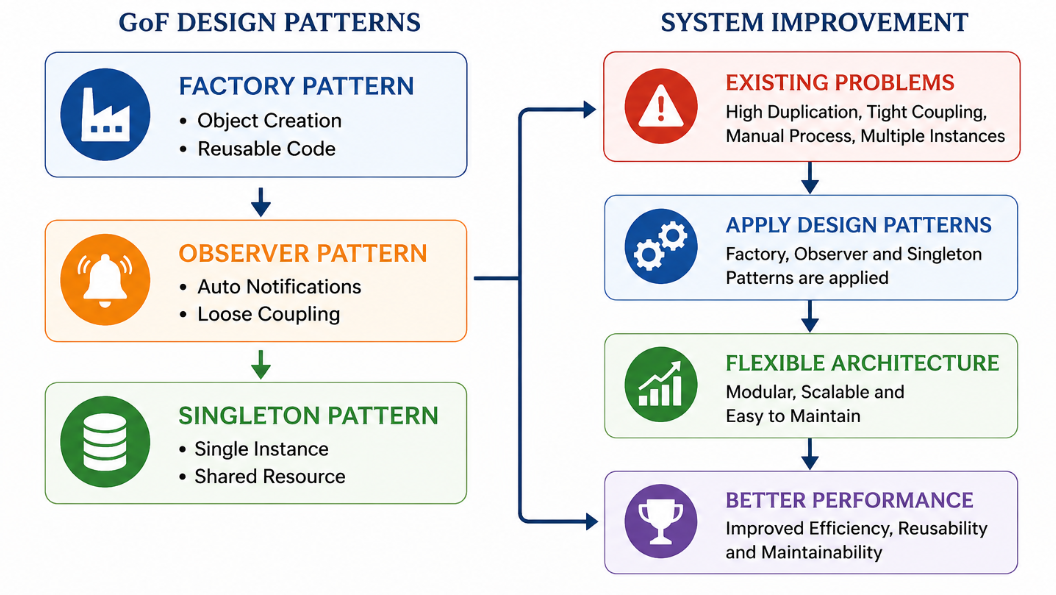 GoF DESIGN PATTERNS
FACTORY PATTERN
• Object Creation
• Reusable Code
OBSERVER PATTERN
• Auto Notifications
• Loose Coupling
SINGLETON PATTERN
• Single Instance
• Shared Resource
SYSTEM IMPROVEMENT
EXISTING PROBLEMS
High Duplication, Tight Coupling,
Manual Process, Multiple Instances
APPLY DESIGN PATTERNS
Factory, Observer and Singleton
Patterns are applied
FLEXIBLE ARCHITECTURE
Modular, Scalable and
Easy to Maintain
BETTER PERFORMANCE
Improved Efficiency, Reusability
and Maintainability